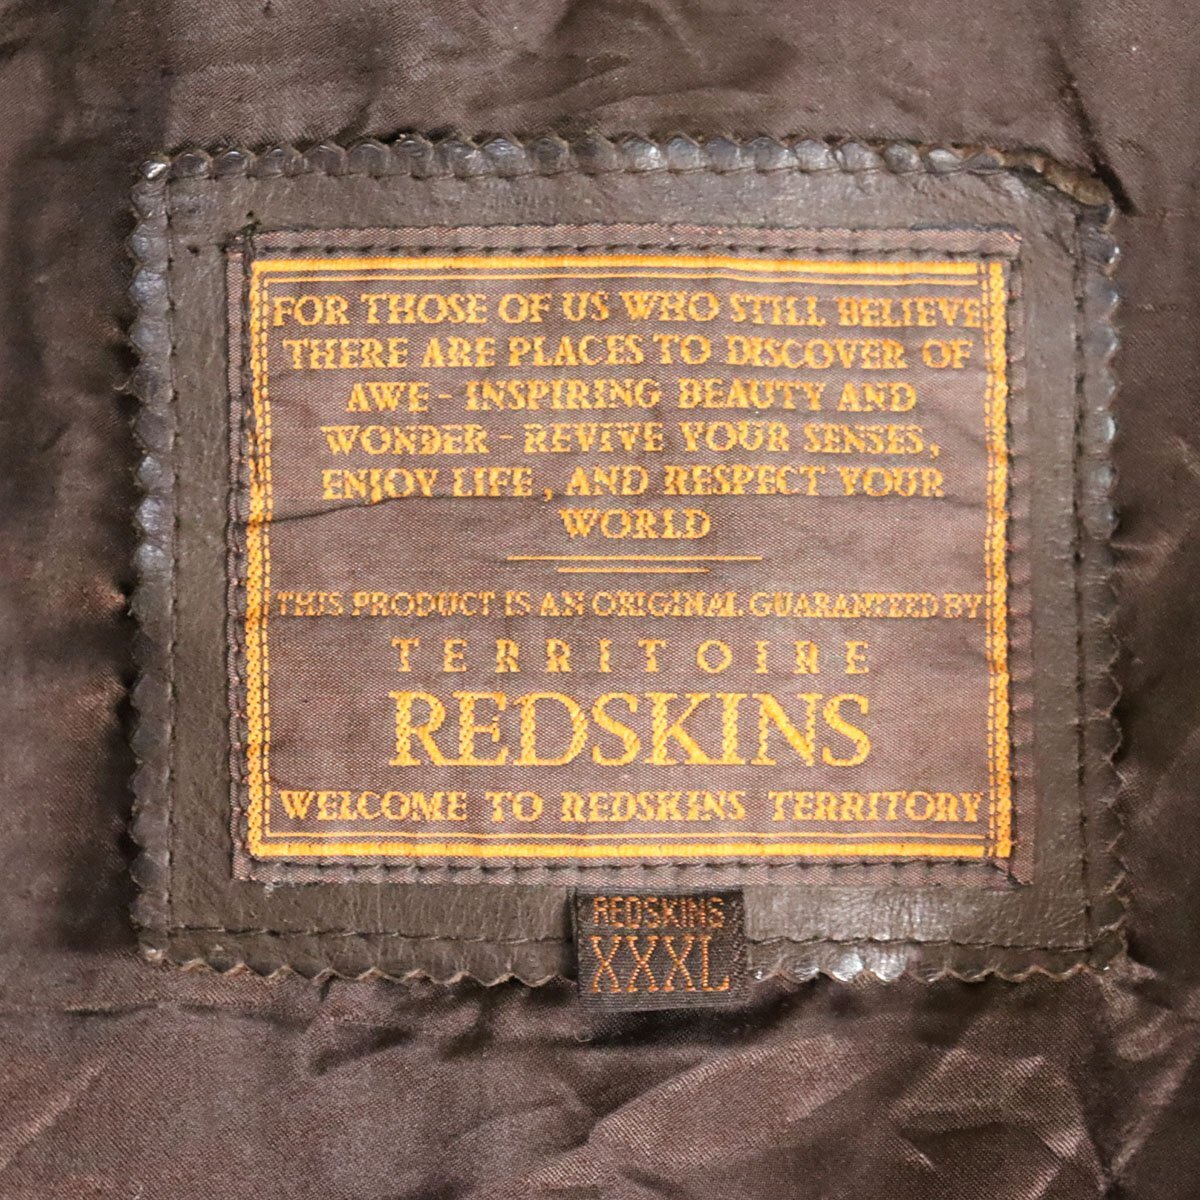 FOR THOSE OF US WHO STILL BELIEVE
THERE ARE PLACES TO DISCOVER OF
AWE - INSPIRING BEAUTY AND
WONDER - REVIVE YOUR SENSES,
ENJOY LIFE , AND RESPECT YOUR
WORLD
THIS PRODUCT IS AN ORIGINAL GUARANTEED BY
TERRITOIRE
REDSKINS
WELCOME TO REDSKINS TERRITORY
REDSKINS
XXXL